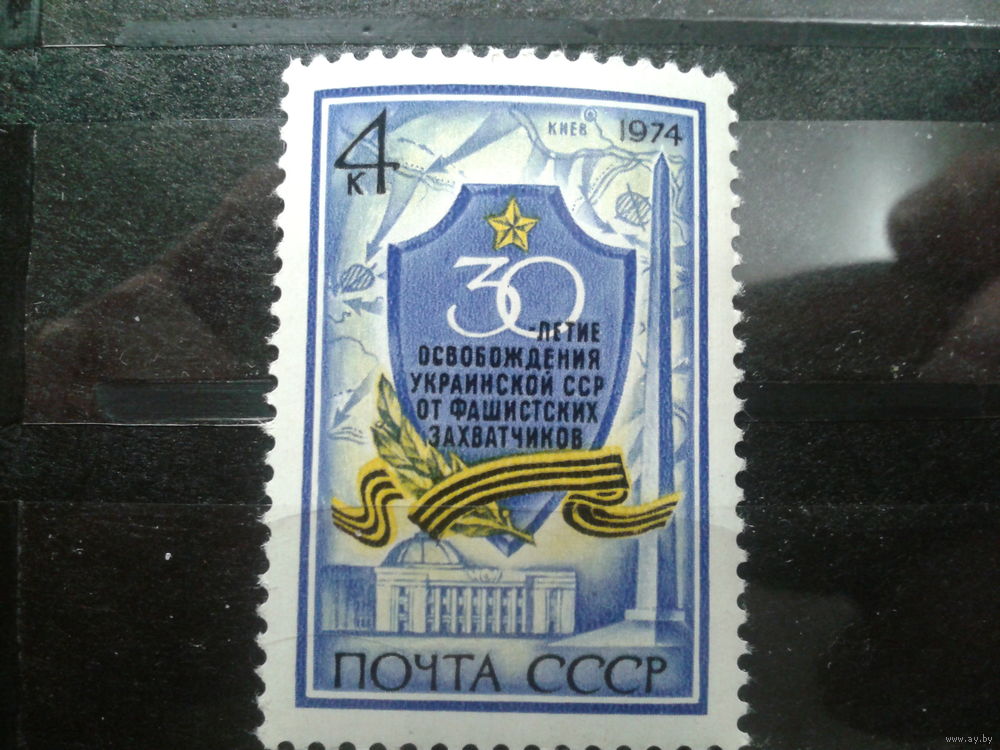 4 к
КИЕВ
1974
30
-ЛЕТИЕ
ОСВОБОЖДЕНИЯ
УКРАИНСКОЙ ССР
ОТ ФАШИСТСКИХ
ЗАХВАТЧИКОВ
ПОЧТА СССР
www.ay.by